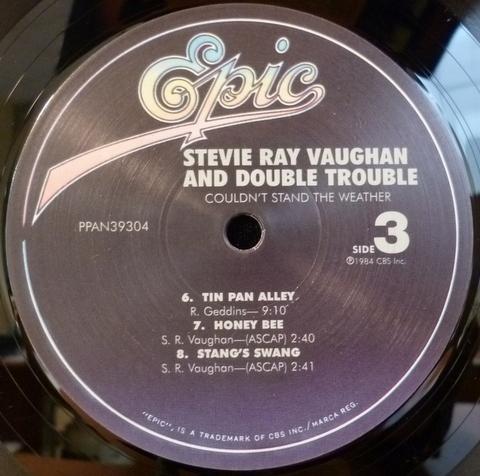 Epic
STEVIE RAY VAUGHAN
AND DOUBLE TROUBLE
COULDN'T STAND THE WEATHER
PPAN39304
SIDE 3
℗1984 CBS Inc.
6. TIN PAN ALLEY
R. Geddins— 9:10
7. HONEY BEE
S. R. Vaughan—(ASCAP) 2:40
8. STANG'S SWANG
S. R. Vaughan—(ASCAP) 2:41
"EPIC", IS A TRADEMARK OF CBS INC./MARCA REG.